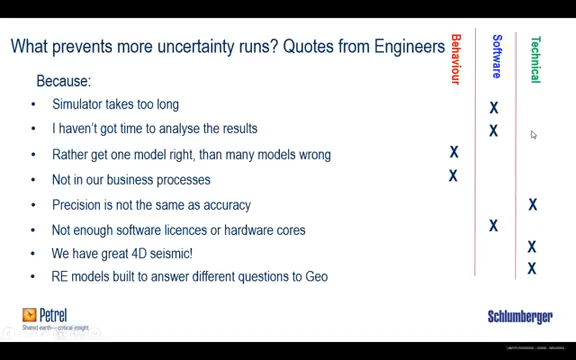 What prevents more uncertainty runs? Quotes from Engineers
Behaviour
Software
Technical
Because:
• Simulator takes too long X
• I haven't got time to analyse the results X
• Rather get one model right, than many models wrong X
• Not in our business processes X
• Precision is not the same as accuracy X
• Not enough software licences or hardware cores X
• We have great 4D seismic! X
• RE models built to answer different questions to Geo X
Petrel
Shared earth–critical insight
Schlumberger